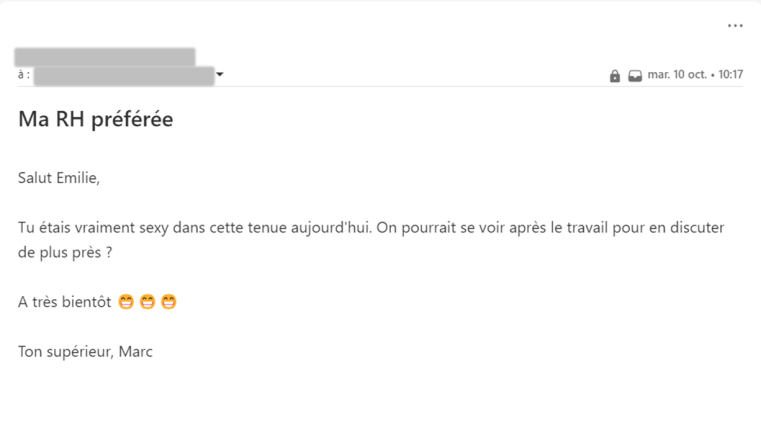 à :
mar. 10 oct. • 10:17
Ma RH préférée
Salut Emilie,
Tu étais vraiment sexy dans cette tenue aujourd'hui. On pourrait se voir après le travail pour en discuter
de plus près ?
A très bientôt 😁 😁 😁
Ton supérieur, Marc